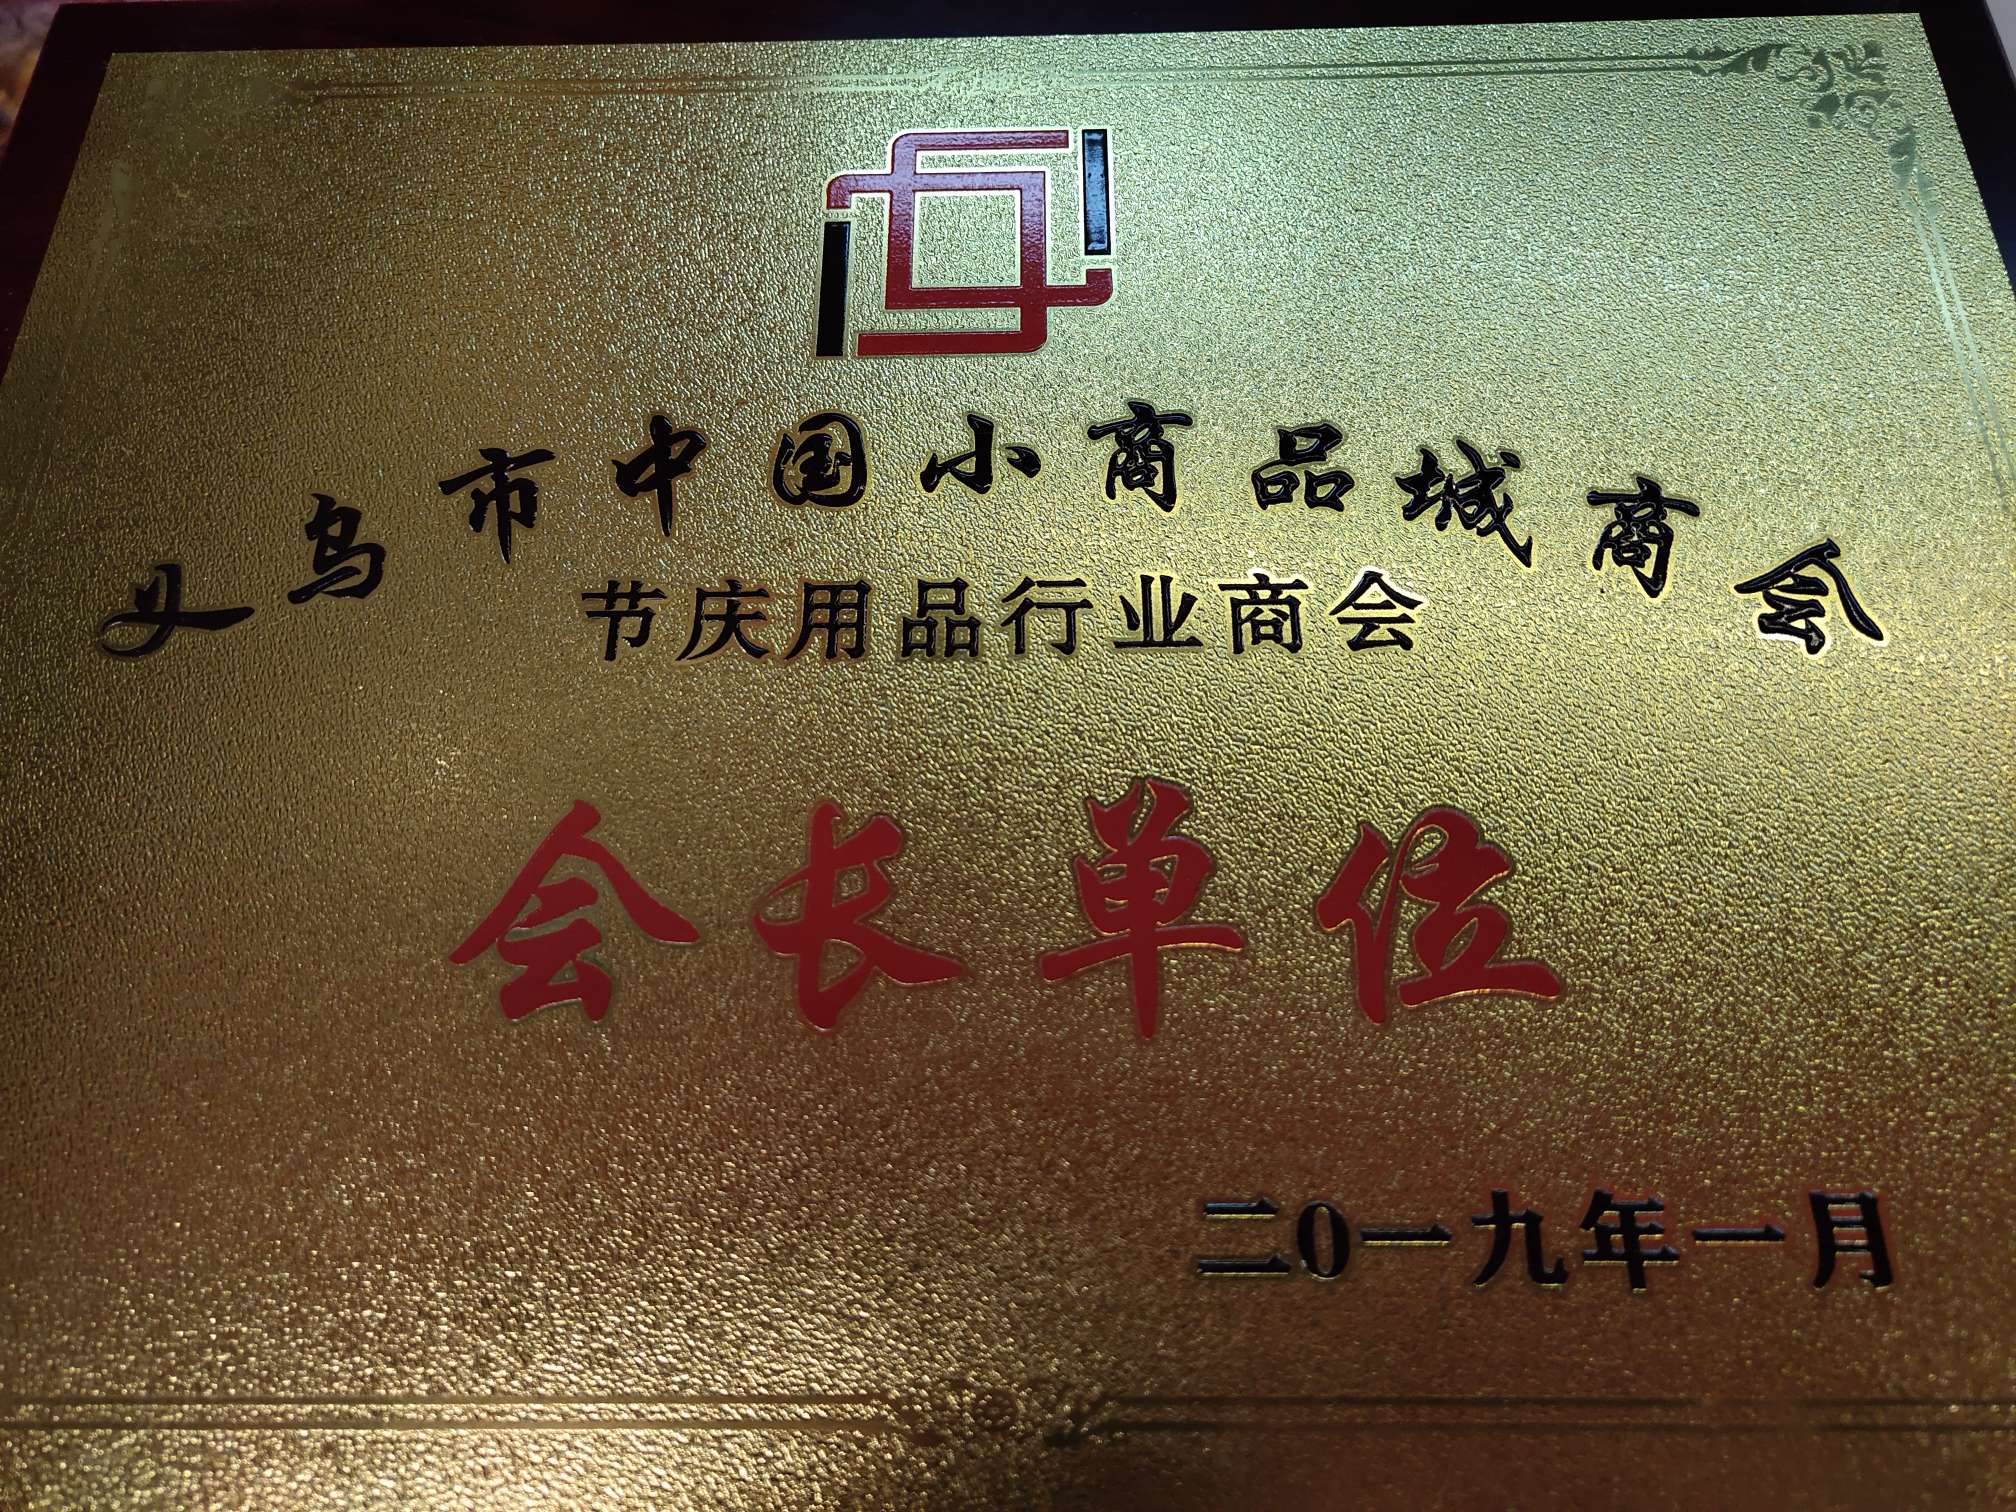 义乌市中国小商品城商会
节庆用品行业商会
会长单位
二0一九年一月